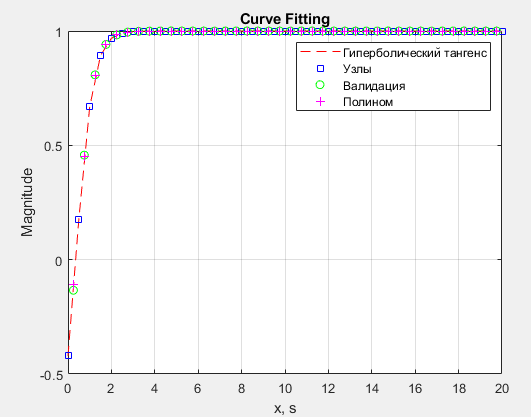 Curve Fitting
1
0.5
0
-0.5
Magnitude
Гиперболический тангенс
Узлы
Валидация
Полином
0 2 4 6 8 10 12 14 16 18 20
x, s